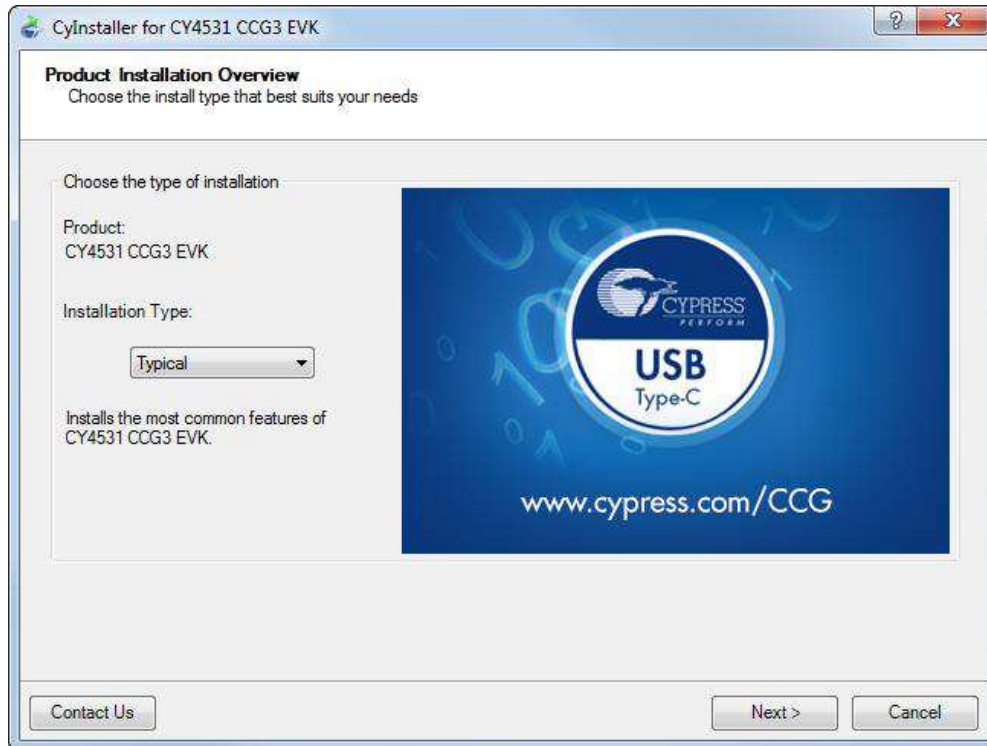 CyInstaller for CY4531 CCG3 EVK
Product Installation Overview
Choose the install type that best suits your needs
Choose the type of installation
Product:
CY4531 CCG3 EVK
Installation Type:
Typical
Installs the most common features of
CY4531 CCG3 EVK.
CYPRESS
PERFORM
USB
Type-C
www.cypress.com/CCG
Contact Us
Next >
Cancel